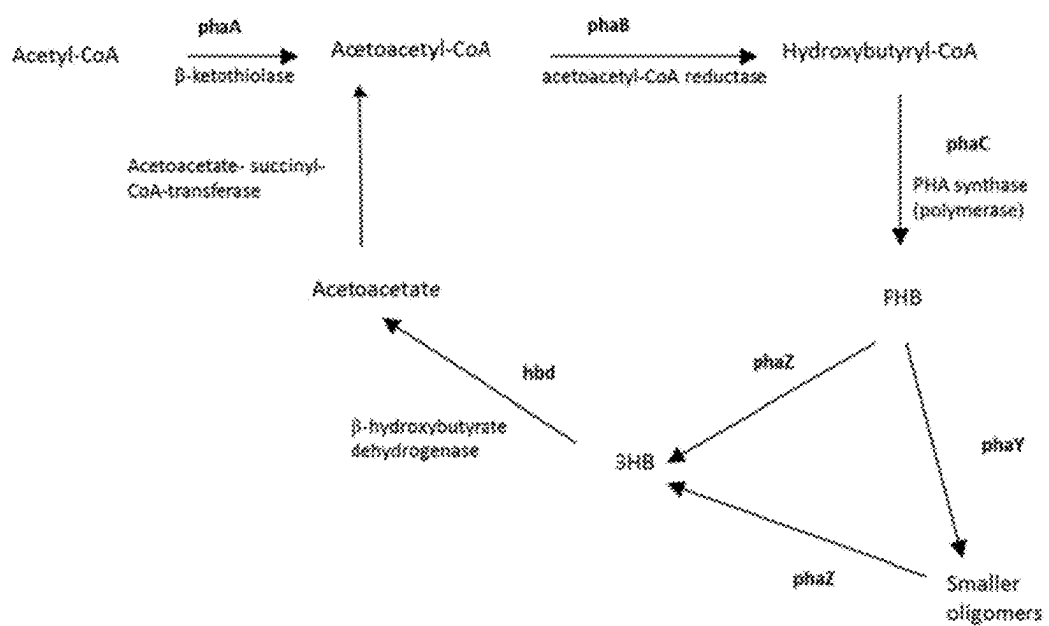 phaA
phaB
Acetyl-CoA
Acetoacetyl-CoA
Hydroxybutyryl-CoA
β-ketothiolase
acetoacetyl-CoA reductase
phaC
Acetoacetate- succinyl-
CoA-transferase
PHA synthase
(polymerase)
Acetoacetate
PHB
phaZ
hbd
β-hydroxybutyrate
dehydrogenase
3HB
phaY
phaZ
Smaller
oligomers